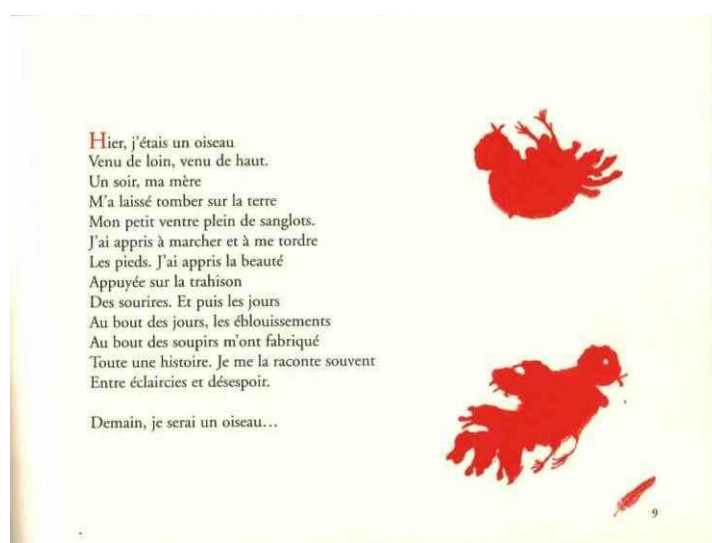 Hier, j'étais un oiseau
Venu de loin, venu de haut.
Un soir, ma mère
M'a laissé tomber sur la terre
Mon petit ventre plein de sanglots.
J'ai appris à marcher et à me tordre
Les pieds. J'ai appris la beauté
Appuyée sur la trahison
Des sourires. Et puis les jours
Au bout des jours, les éblouissements
Au bout des soupirs m'ont fabriqué
Toute une histoire. Je me la raconte souvent
Entre éclaircies et désespoir.
Demain, je serai un oiseau...
9